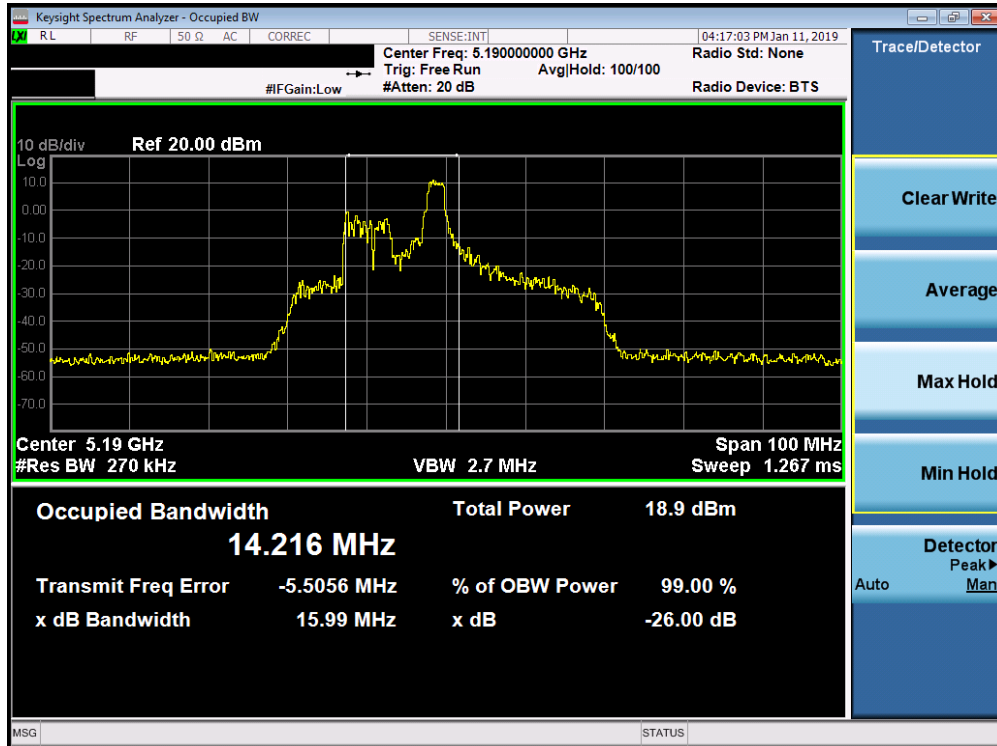 Keysight Spectrum Analyzer - Occupied BW
LXI RL RF 50 Ω AC CORREC SENSE:INT 04:17:03 PM Jan 11, 2019
Center Freq: 5.190000000 GHz Radio Std: None
Trig: Free Run Avg|Hold: 100/100
#IFGain:Low #Atten: 20 dB Radio Device: BTS
10 dB/div Ref 20.00 dBm
Log
10.0
0.00
-10.0
-20.0
-30.0
-40.0
-50.0
-60.0
-70.0
Center 5.19 GHz Span 100 MHz
#Res BW 270 kHz VBW 2.7 MHz Sweep 1.267 ms
Occupied Bandwidth Total Power 18.9 dBm
14.216 MHz
Transmit Freq Error -5.5056 MHz % of OBW Power 99.00 %
x dB Bandwidth 15.99 MHz x dB -26.00 dB
MSG STATUS
Trace/Detector
Clear Write
Average
Max Hold
Min Hold
Detector
Peak▶
Auto Man